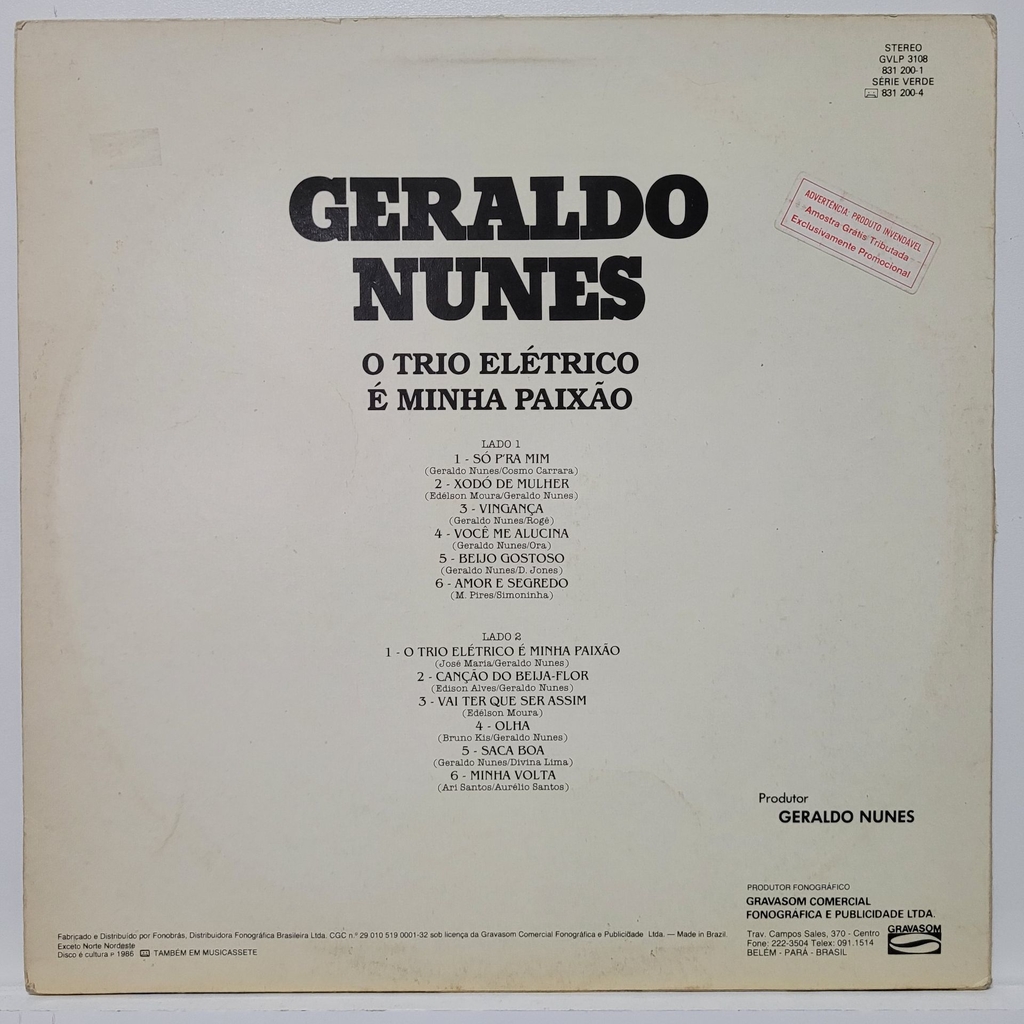 STEREO
GVLP 3108
831 200-1
SÉRIE VERDE
831 200-4
GERALDO
NUNES
ADVERTÊNCIA: PRODUTO INVENDÁVEL
Amostra Grátis Tributada
Exclusivamente Promocional
O TRIO ELÉTRICO
É MINHA PAIXÃO
LADO 1
1 - SÓ P'RA MIM
(Geraldo Nunes/Cosmo Carrara)
2 - XODÓ DE MULHER
(Edélson Moura/Geraldo Nunes)
3 - VINGANÇA
(Geraldo Nunes/Rogê)
4 - VOCÊ ME ALUCINA
(Geraldo Nunes/Ora)
5 - BEIJO GOSTOSO
(Geraldo Nunes/D. Jones)
6 - AMOR E SEGREDO
(M. Pires/Simoninha)
LADO 2
1 - O TRIO ELÉTRICO É MINHA PAIXÃO
(José Maria/Geraldo Nunes)
2 - CANÇÃO DO BEIJA-FLOR
(Edison Alves/Geraldo Nunes)
3 - VAI TER QUE SER ASSIM
(Edélson Moura)
4 - OLHA
(Bruno Kis/Geraldo Nunes)
5 - SACA BOA
(Geraldo Nunes/Divina Lima)
6 - MINHA VOLTA
(Ari Santos/Aurélio Santos)
Produtor
GERALDO NUNES
PRODUTOR FONOGRÁFICO
GRAVASOM COMERCIAL
FONOGRÁFICA E PUBLICIDADE LTDA.
Trav. Campos Sales, 370 - Centro
Fone: 222-3504 Telex: 091.1514
BELÉM - PARÁ - BRASIL
GRAVASOM
Fabricado e Distribuído por Fonobrás, Distribuidora Fonográfica Brasileira Ltda. CGC n.º 29 010 519 0001-32 sob licença da Gravasom Comercial Fonográfica e Publicidade Ltda. — Made in Brazil.
Exceto Norte Nordeste
Disco é cultura P 1986 TAMBÉM EM MUSICASSETE